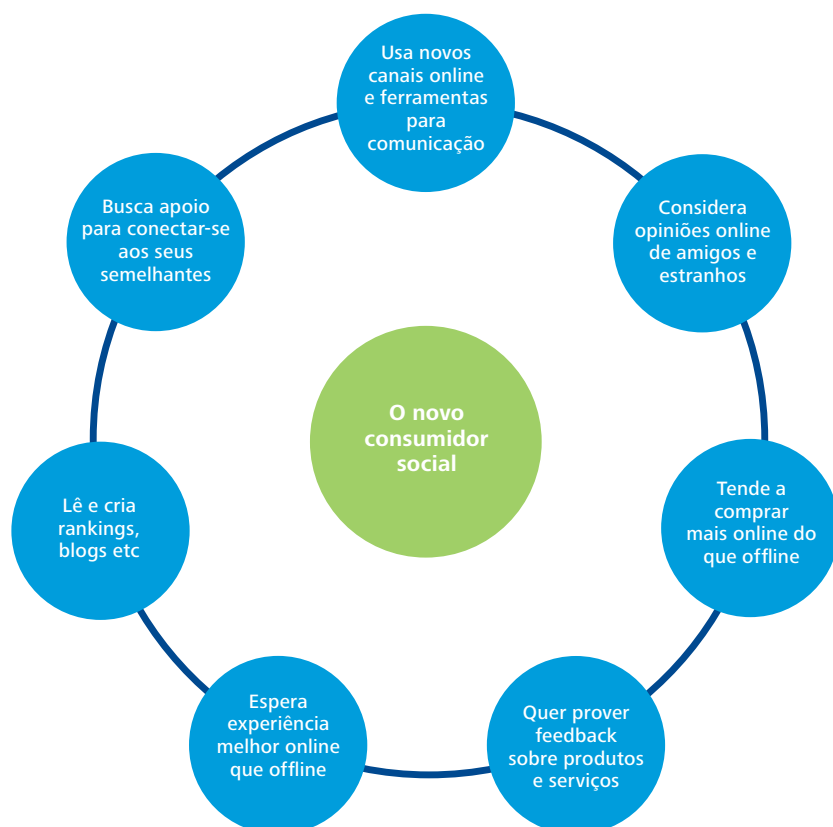 Usa novos
canais online
e ferramentas
para
comunicação
Considera
opiniões online
de amigos e
estranhos
Tende a
comprar
mais online do
que offline
Quer prover
feedback
sobre produtos
e serviços
Espera
experiência
melhor online
que offline
Lê e cria
rankings,
blogs etc
Busca apoio
para conectar-se
aos seus
semelhantes
O novo
consumidor
social